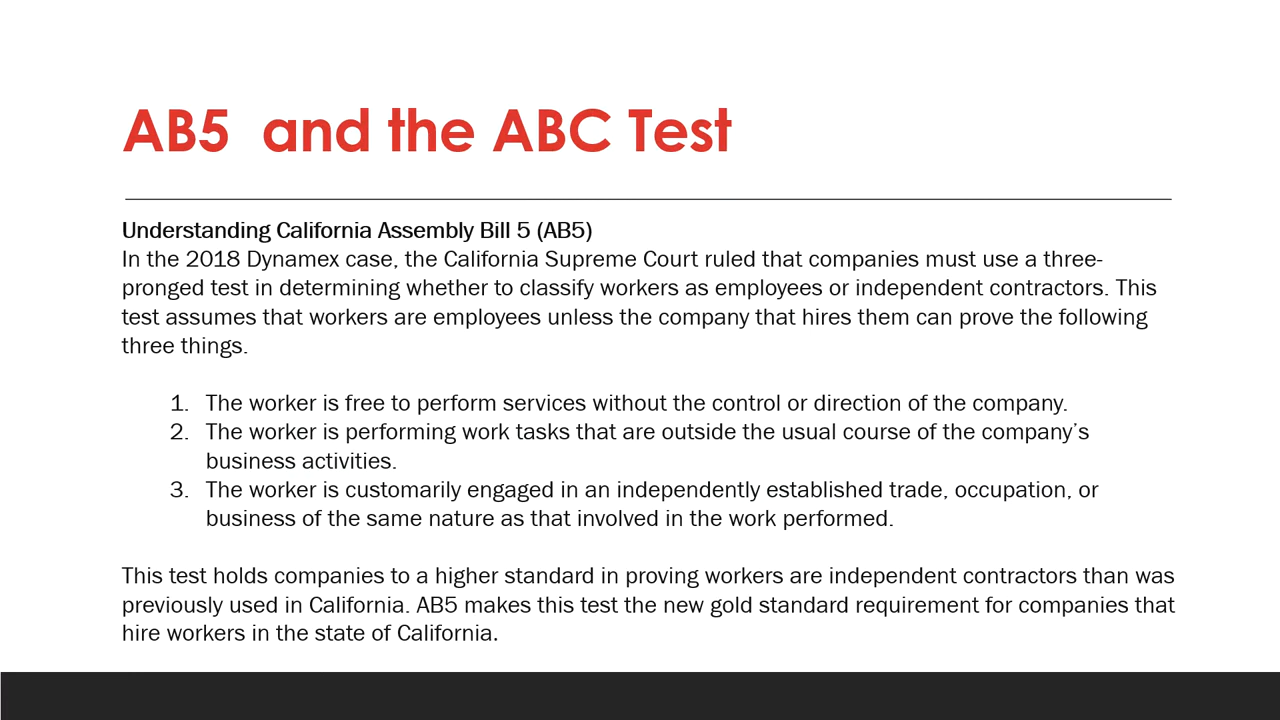 AB5 and the ABC Test
Understanding California Assembly Bill 5 (AB5)
In the 2018 Dynamex case, the California Supreme Court ruled that companies must use a three-
pronged test in determining whether to classify workers as employees or independent contractors. This
test assumes that workers are employees unless the company that hires them can prove the following
three things.
1. The worker is free to perform services without the control or direction of the company.
2. The worker is performing work tasks that are outside the usual course of the company's
business activities.
3. The worker is customarily engaged in an independently established trade, occupation, or
business of the same nature as that involved in the work performed.
This test holds companies to a higher standard in proving workers are independent contractors than was
previously used in California. AB5 makes this test the new gold standard requirement for companies that
hire workers in the state of California.